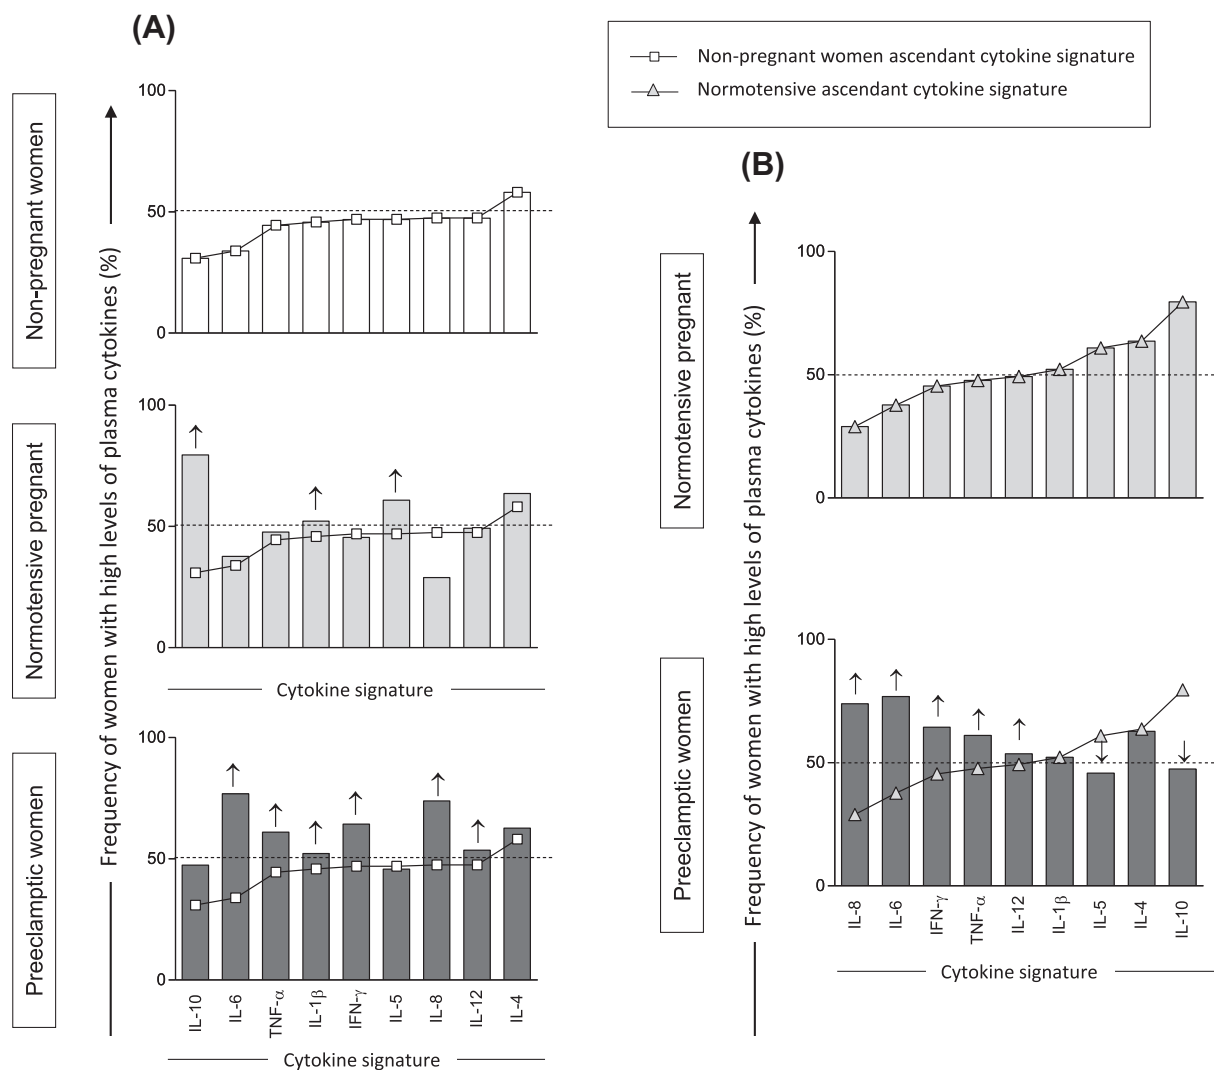 (A)
Non-pregnant women ascendant cytokine signature
Normotensive ascendant cytokine signature
(B)
Non-pregnant women
Normotensive pregnant
Preeclamptic women
Frequency of women with high levels of plasma cytokines (%)
100
50
0
100
50
0
Cytokine signature
100
50
0
IL-10
IL-6
TNF-α
IL-1β
IFN-γ
IL-5
IL-8
IL-12
IL-4
Cytokine signature
Normotensive pregnant
Preeclamptic women
Frequency of women with high levels of plasma cytokines (%)
100
50
0
100
50
0
IL-8
IL-6
IFN-γ
TNF-α
IL-12
IL-1β
IL-5
IL-4
IL-10
Cytokine signature